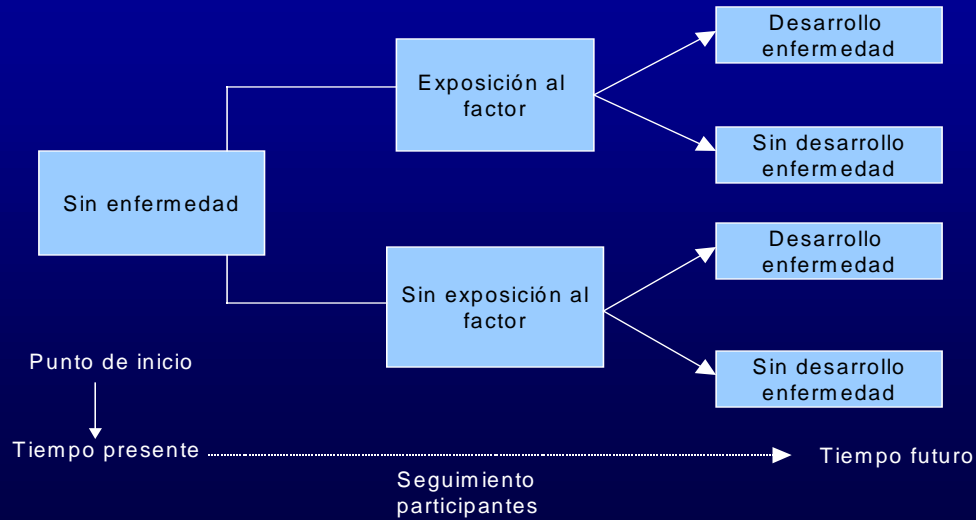 Desarrollo
enfermedad
Exposición al
factor
Sin desarrollo
enfermedad
Sin enfermedad
Desarrollo
enfermedad
Sin exposición al
factor
Sin desarrollo
enfermedad
Punto de inicio
Tiempo presente
Tiempo futuro
Seguimiento
participantes